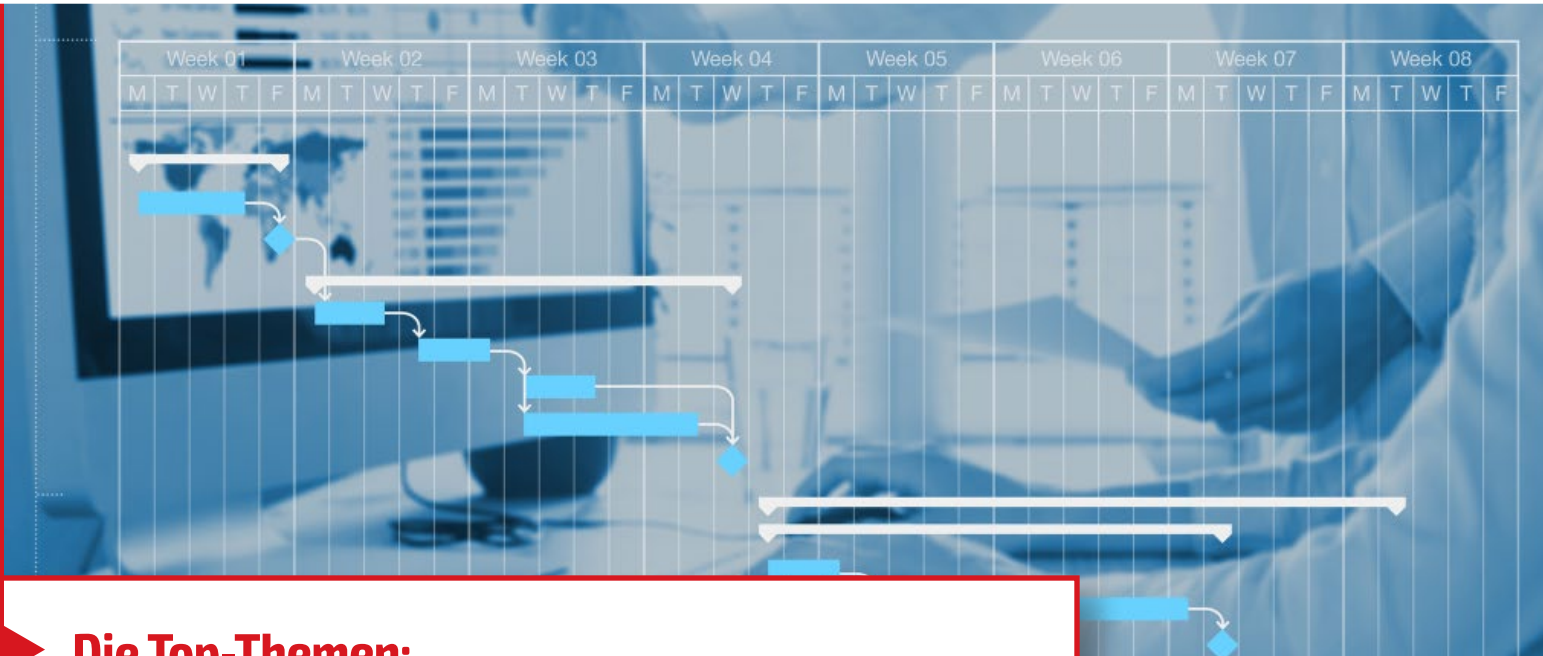 Week 01 Week 02 Week 03 Week 04 Week 05 Week 06 Week 07 Week 08
M T W T F M T W T F M T W T F M T W T F M T W T F M T W T F M T W T F M T W T F
Die Top-Themen: